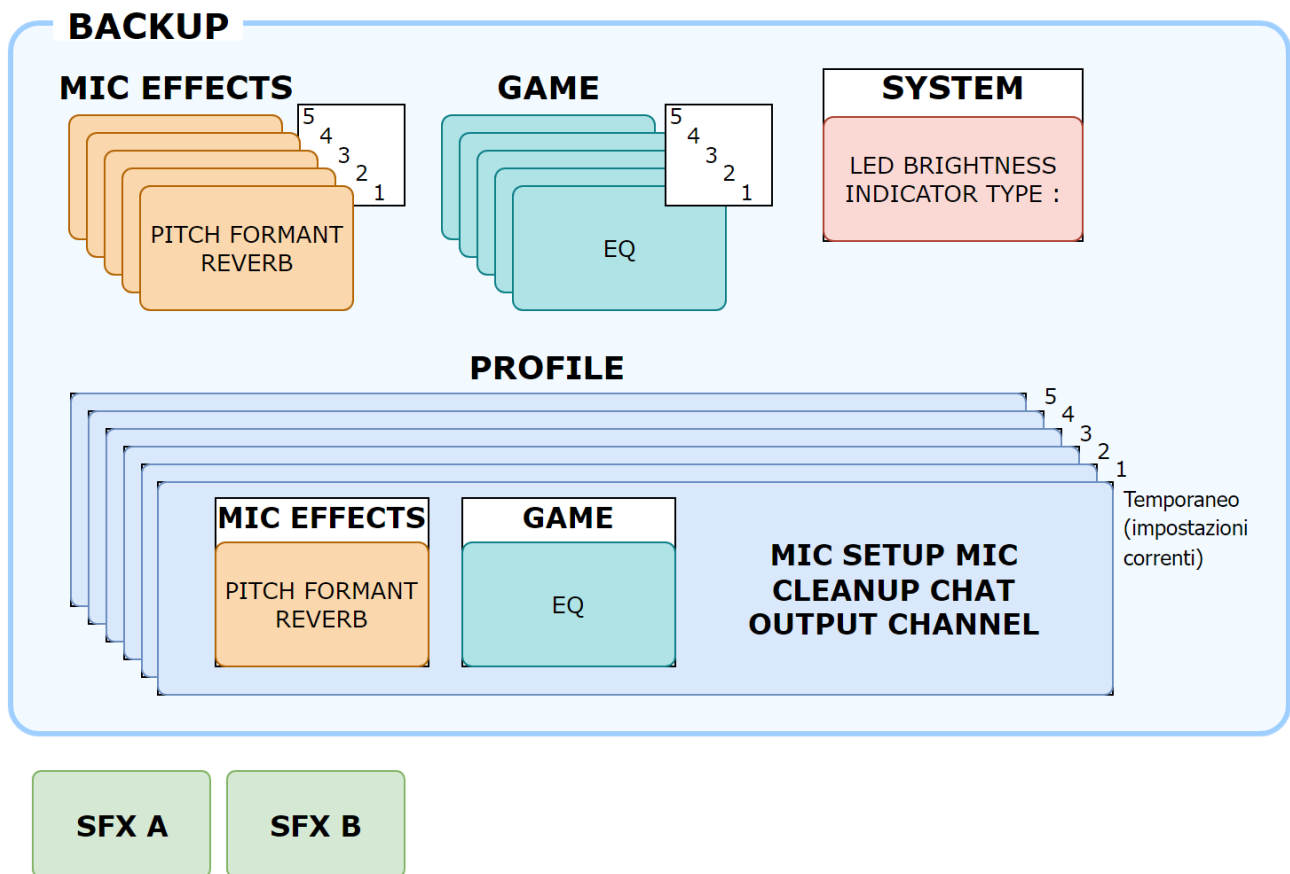 BACKUP
MIC EFFECTS
5
4
3
2
1
PITCH FORMANT
REVERB
GAME
5
4
3
2
1
EQ
SYSTEM
LED BRIGHTNESS
INDICATOR TYPE :
PROFILE
5
4
3
2
1
Temporaneo
(impostazioni
correnti)
MIC EFFECTS
PITCH FORMANT
REVERB
GAME
EQ
MIC SETUP MIC
CLEANUP CHAT
OUTPUT CHANNEL
SFX A
SFX B